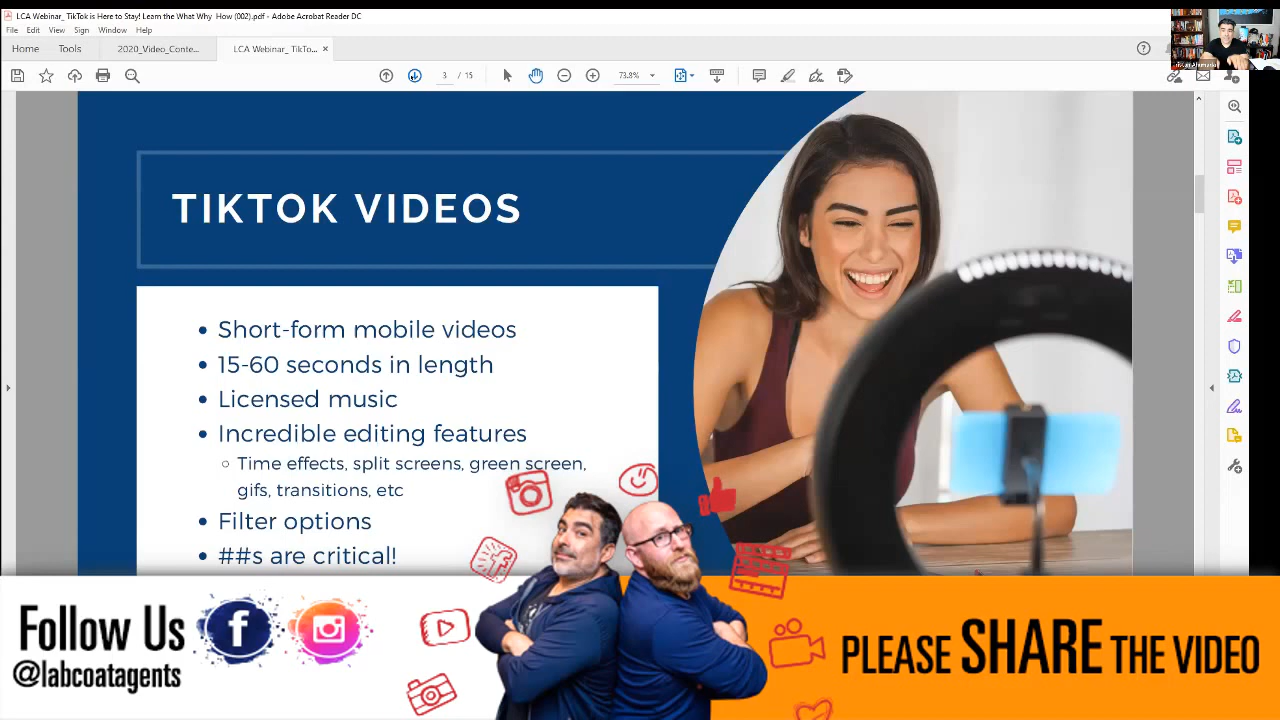 LCA Webinar_ TikTok is Here to Stay! Learn the What Why How (002).pdf - Adobe Acrobat Reader DC
File Edit View Sign Window Help
Home Tools 2020_Video_Conte... LCA Webinar_ TikTo... ×
3 / 15 73.8%
TIKTOK VIDEOS
• Short-form mobile videos
• 15-60 seconds in length
• Licensed music
• Incredible editing features
○ Time effects, split screens, green screen,
gifs, transitions, etc
• Filter options
• ##s are critical!
Follow Us
@labcoatagents
PLEASE SHARE THE VIDEO